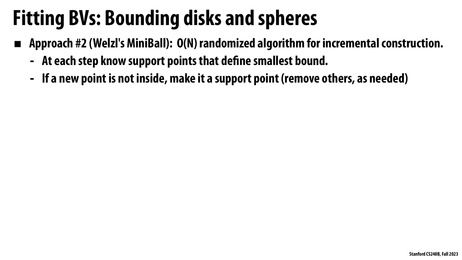 Fitting BVs: Bounding disks and spheres
■ Approach #2 (Welzl's MiniBall): O(N) randomized algorithm for incremental construction.
- At each step know support points that define smallest bound.
- If a new point is not inside, make it a support point (remove others, as needed)
Stanford CS248B, Fall 2023